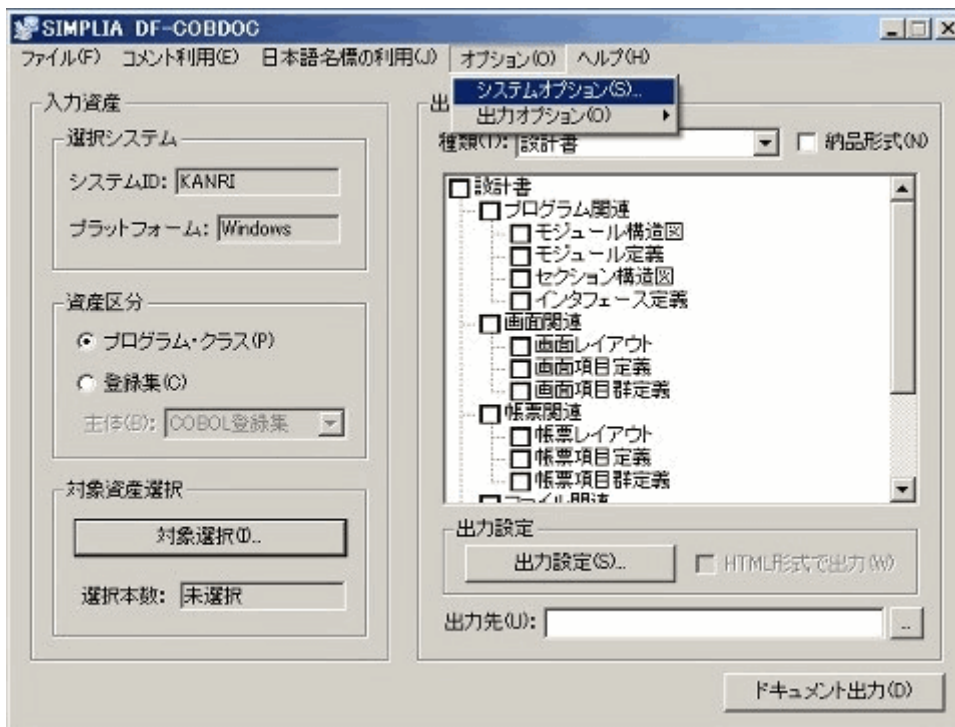 SIMPLIA DF-COBDOC
ファイル(F) コメント利用(E) 日本語名標の利用(J) オプション(O) ヘルプ(H)
システムオプション(S)...
出力オプション(O)
入力資産
選択システム
システムID: KANRI
プラットフォーム: Windows
資産区分
プログラム・クラス(P)
登録集(C)
主体(B): COBOL登録集
対象資産選択
対象選択(I)..
選択本数: 未選択
出
種類(T): 設計書
納品形式(N)
設計書
プログラム関連
モジュール構造図
モジュール定義
セクション構造図
インタフェース定義
画面関連
画面レイアウト
画面項目定義
画面項目群定義
帳票関連
帳票レイアウト
帳票項目定義
帳票項目群定義
ファイル関連
出力設定
出力設定(S)...
HTML形式で出力(W)
出力先(U):
..
ドキュメント出力(D)